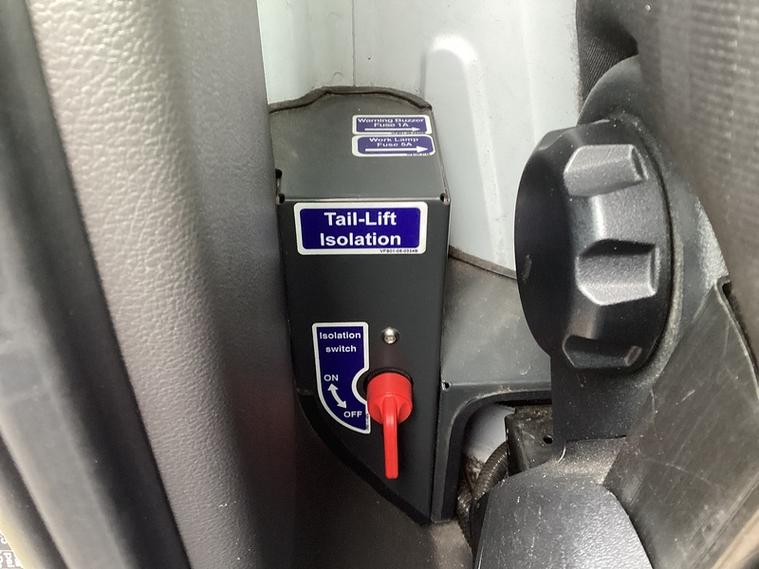 Warning Buzzer
Fuse 1A
Work Lamp
Fuse 5A
Tail-Lift
Isolation
Isolation
switch
ON
OFF